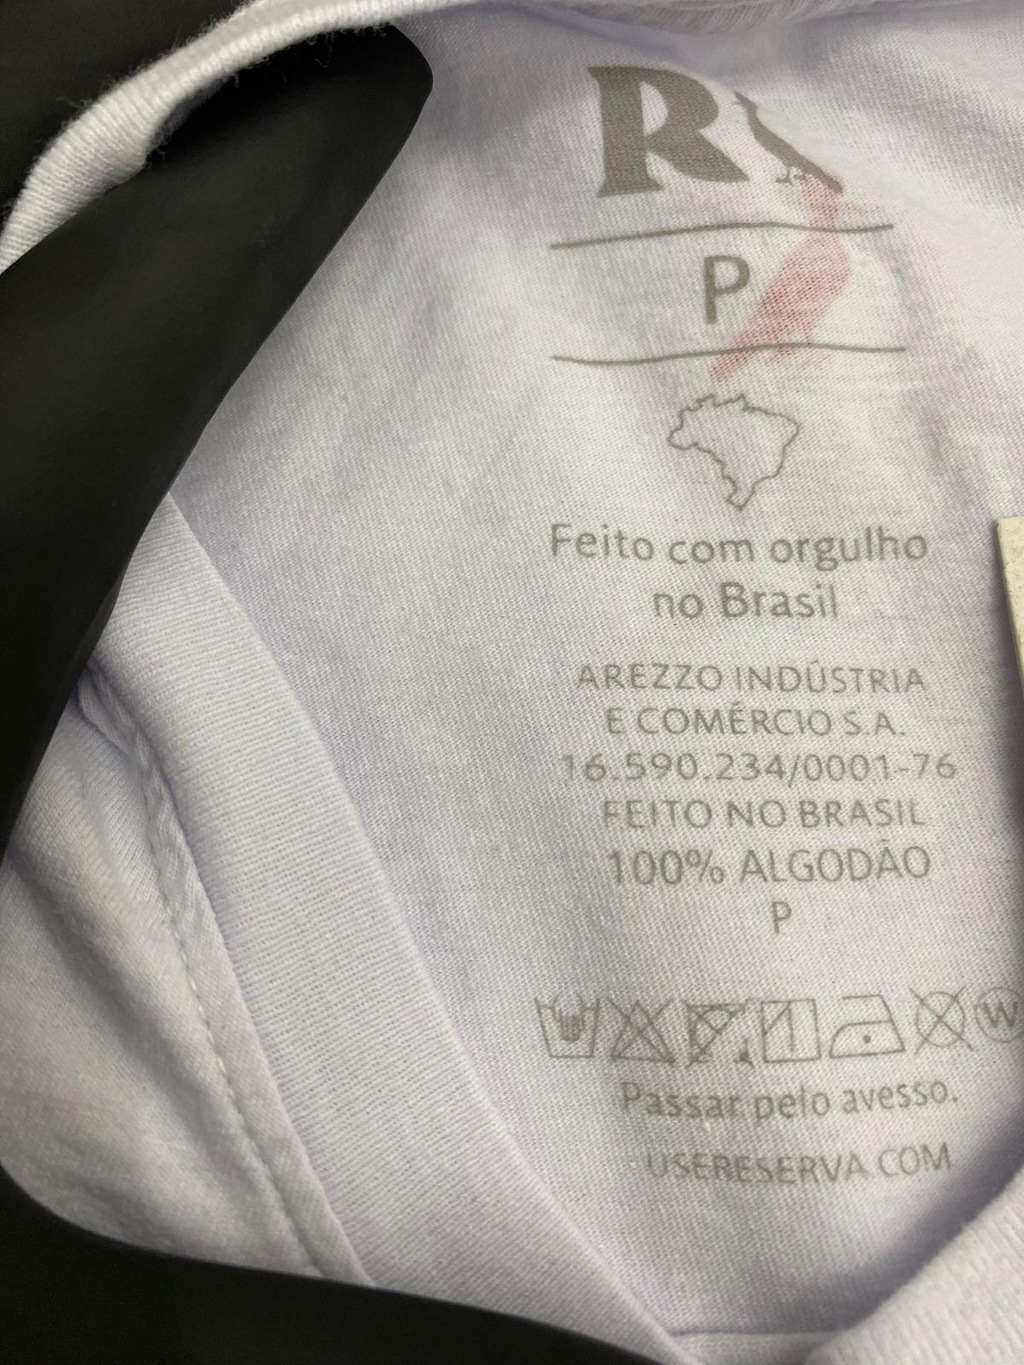 R
P
Feito com orgulho
no Brasil
AREZZO INDÚSTRIA
E COMÉRCIO S.A.
16.590.234/0001-76
FEITO NO BRASIL
100% ALGODÃO
P
W
Passar pelo avesso.
USERESERVA.COM